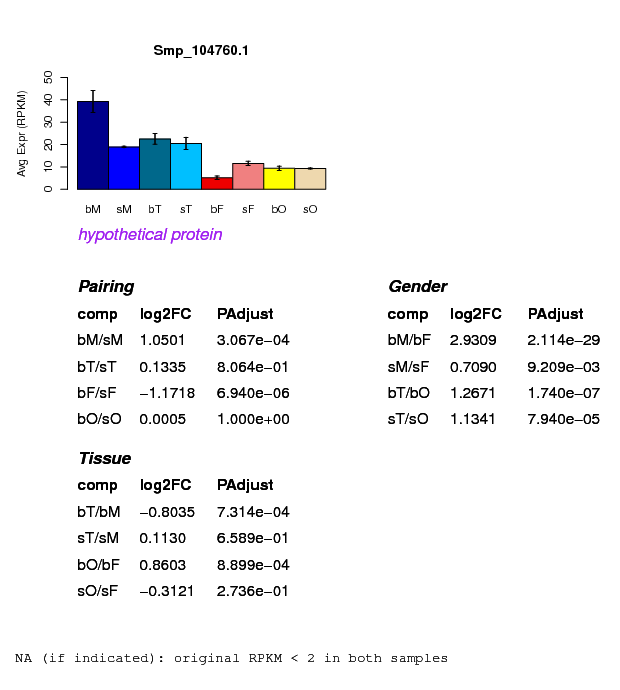 Smp_104760.1
Avg Expr (RPKM)
50
40
30
20
10
0
bM sM bT sT bF sF bO sO
hypothetical protein
Pairing
comp log2FC PAdjust
bM/sM 1.0501 3.067e−04
bT/sT 0.1335 8.064e−01
bF/sF −1.1718 6.940e−06
bO/sO 0.0005 1.000e+00
Gender
comp log2FC PAdjust
bM/bF 2.9309 2.114e−29
sM/sF 0.7090 9.209e−03
bT/bO 1.2671 1.740e−07
sT/sO 1.1341 7.940e−05
Tissue
comp log2FC PAdjust
bT/bM −0.8035 7.314e−04
sT/sM 0.1130 6.589e−01
bO/bF 0.8603 8.899e−04
sO/sF −0.3121 2.736e−01
NA (if indicated): original RPKM < 2 in both samples